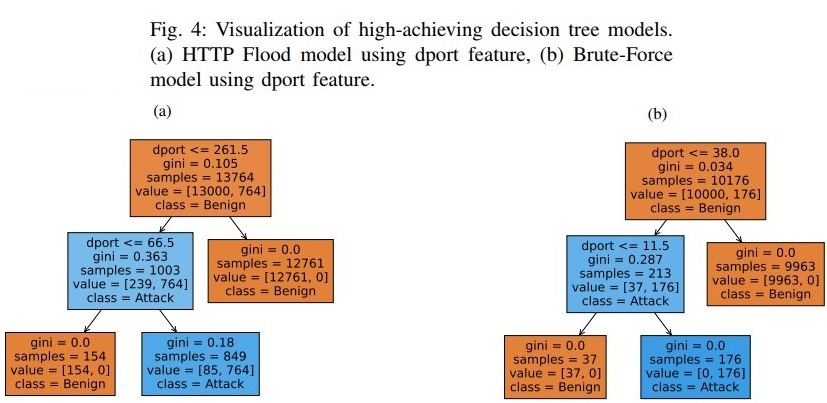 Fig. 4: Visualization of high-achieving decision tree models.
(a) HTTP Flood model using dport feature, (b) Brute-Force
model using dport feature.
(a)
dport <= 261.5
gini = 0.105
samples = 13764
value = [13000, 764]
class = Benign
dport <= 66.5
gini = 0.363
samples = 1003
value = [239, 764]
class = Attack
gini = 0.0
samples = 12761
value = [12761, 0]
class = Benign
gini = 0.0
samples = 154
value = [154, 0]
class = Benign
gini = 0.18
samples = 849
value = [85, 764]
class = Attack
(b)
dport <= 38.0
gini = 0.034
samples = 10176
value = [10000, 176]
class = Benign
dport <= 11.5
gini = 0.287
samples = 213
value = [37, 176]
class = Attack
gini = 0.0
samples = 9963
value = [9963, 0]
class = Benign
gini = 0.0
samples = 37
value = [37, 0]
class = Benign
gini = 0.0
samples = 176
value = [0, 176]
class = Attack